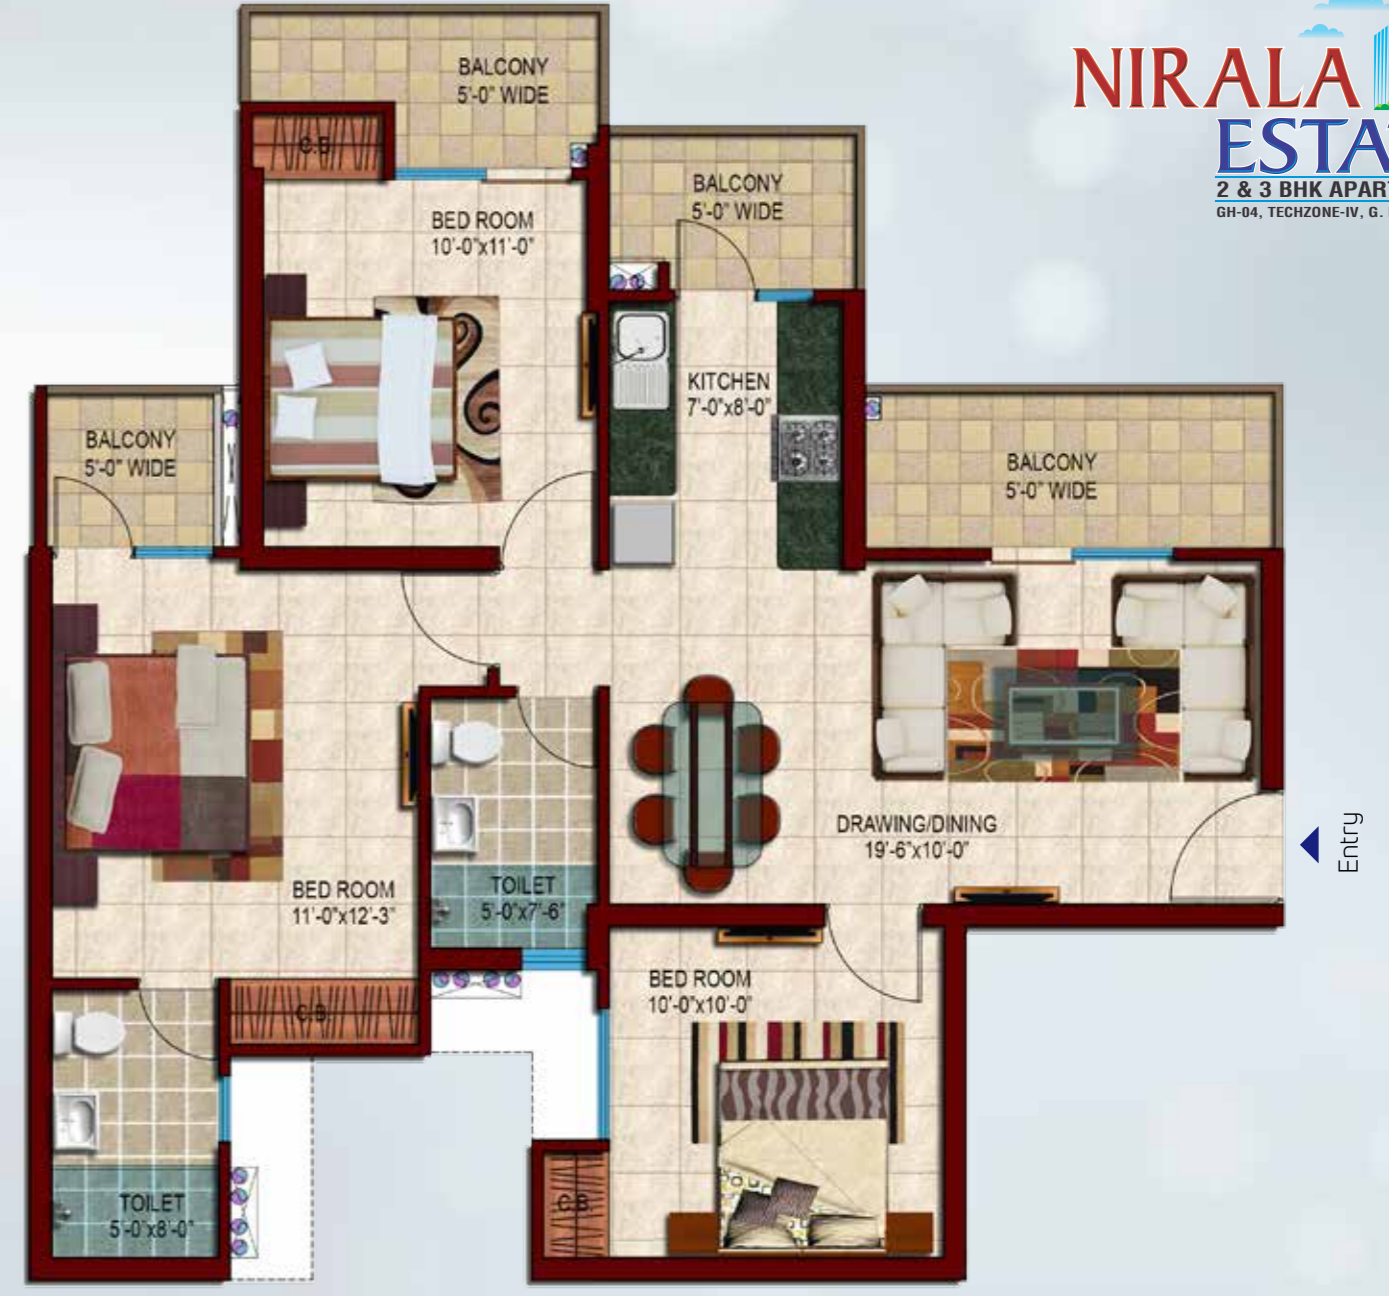 NIRALA
ESTA
2 & 3 BHK APAR
GH-04, TECHZONE-IV, G.
BALCONY
5'-0" WIDE
C.B.
BALCONY
5'-0" WIDE
BED ROOM
10'-0"x11'-0"
KITCHEN
7'-0"x8'-0"
BALCONY
5'-0" WIDE
BALCONY
5'-0" WIDE
DRAWING/DINING
19'-6"x10'-0"
Entry
BED ROOM
11'-0"x12'-3"
TOILET
5'-0"x7'-6"
BED ROOM
10'-0"x10'-0"
C.B.
TOILET
5'-0"x8'-0"
C.B.